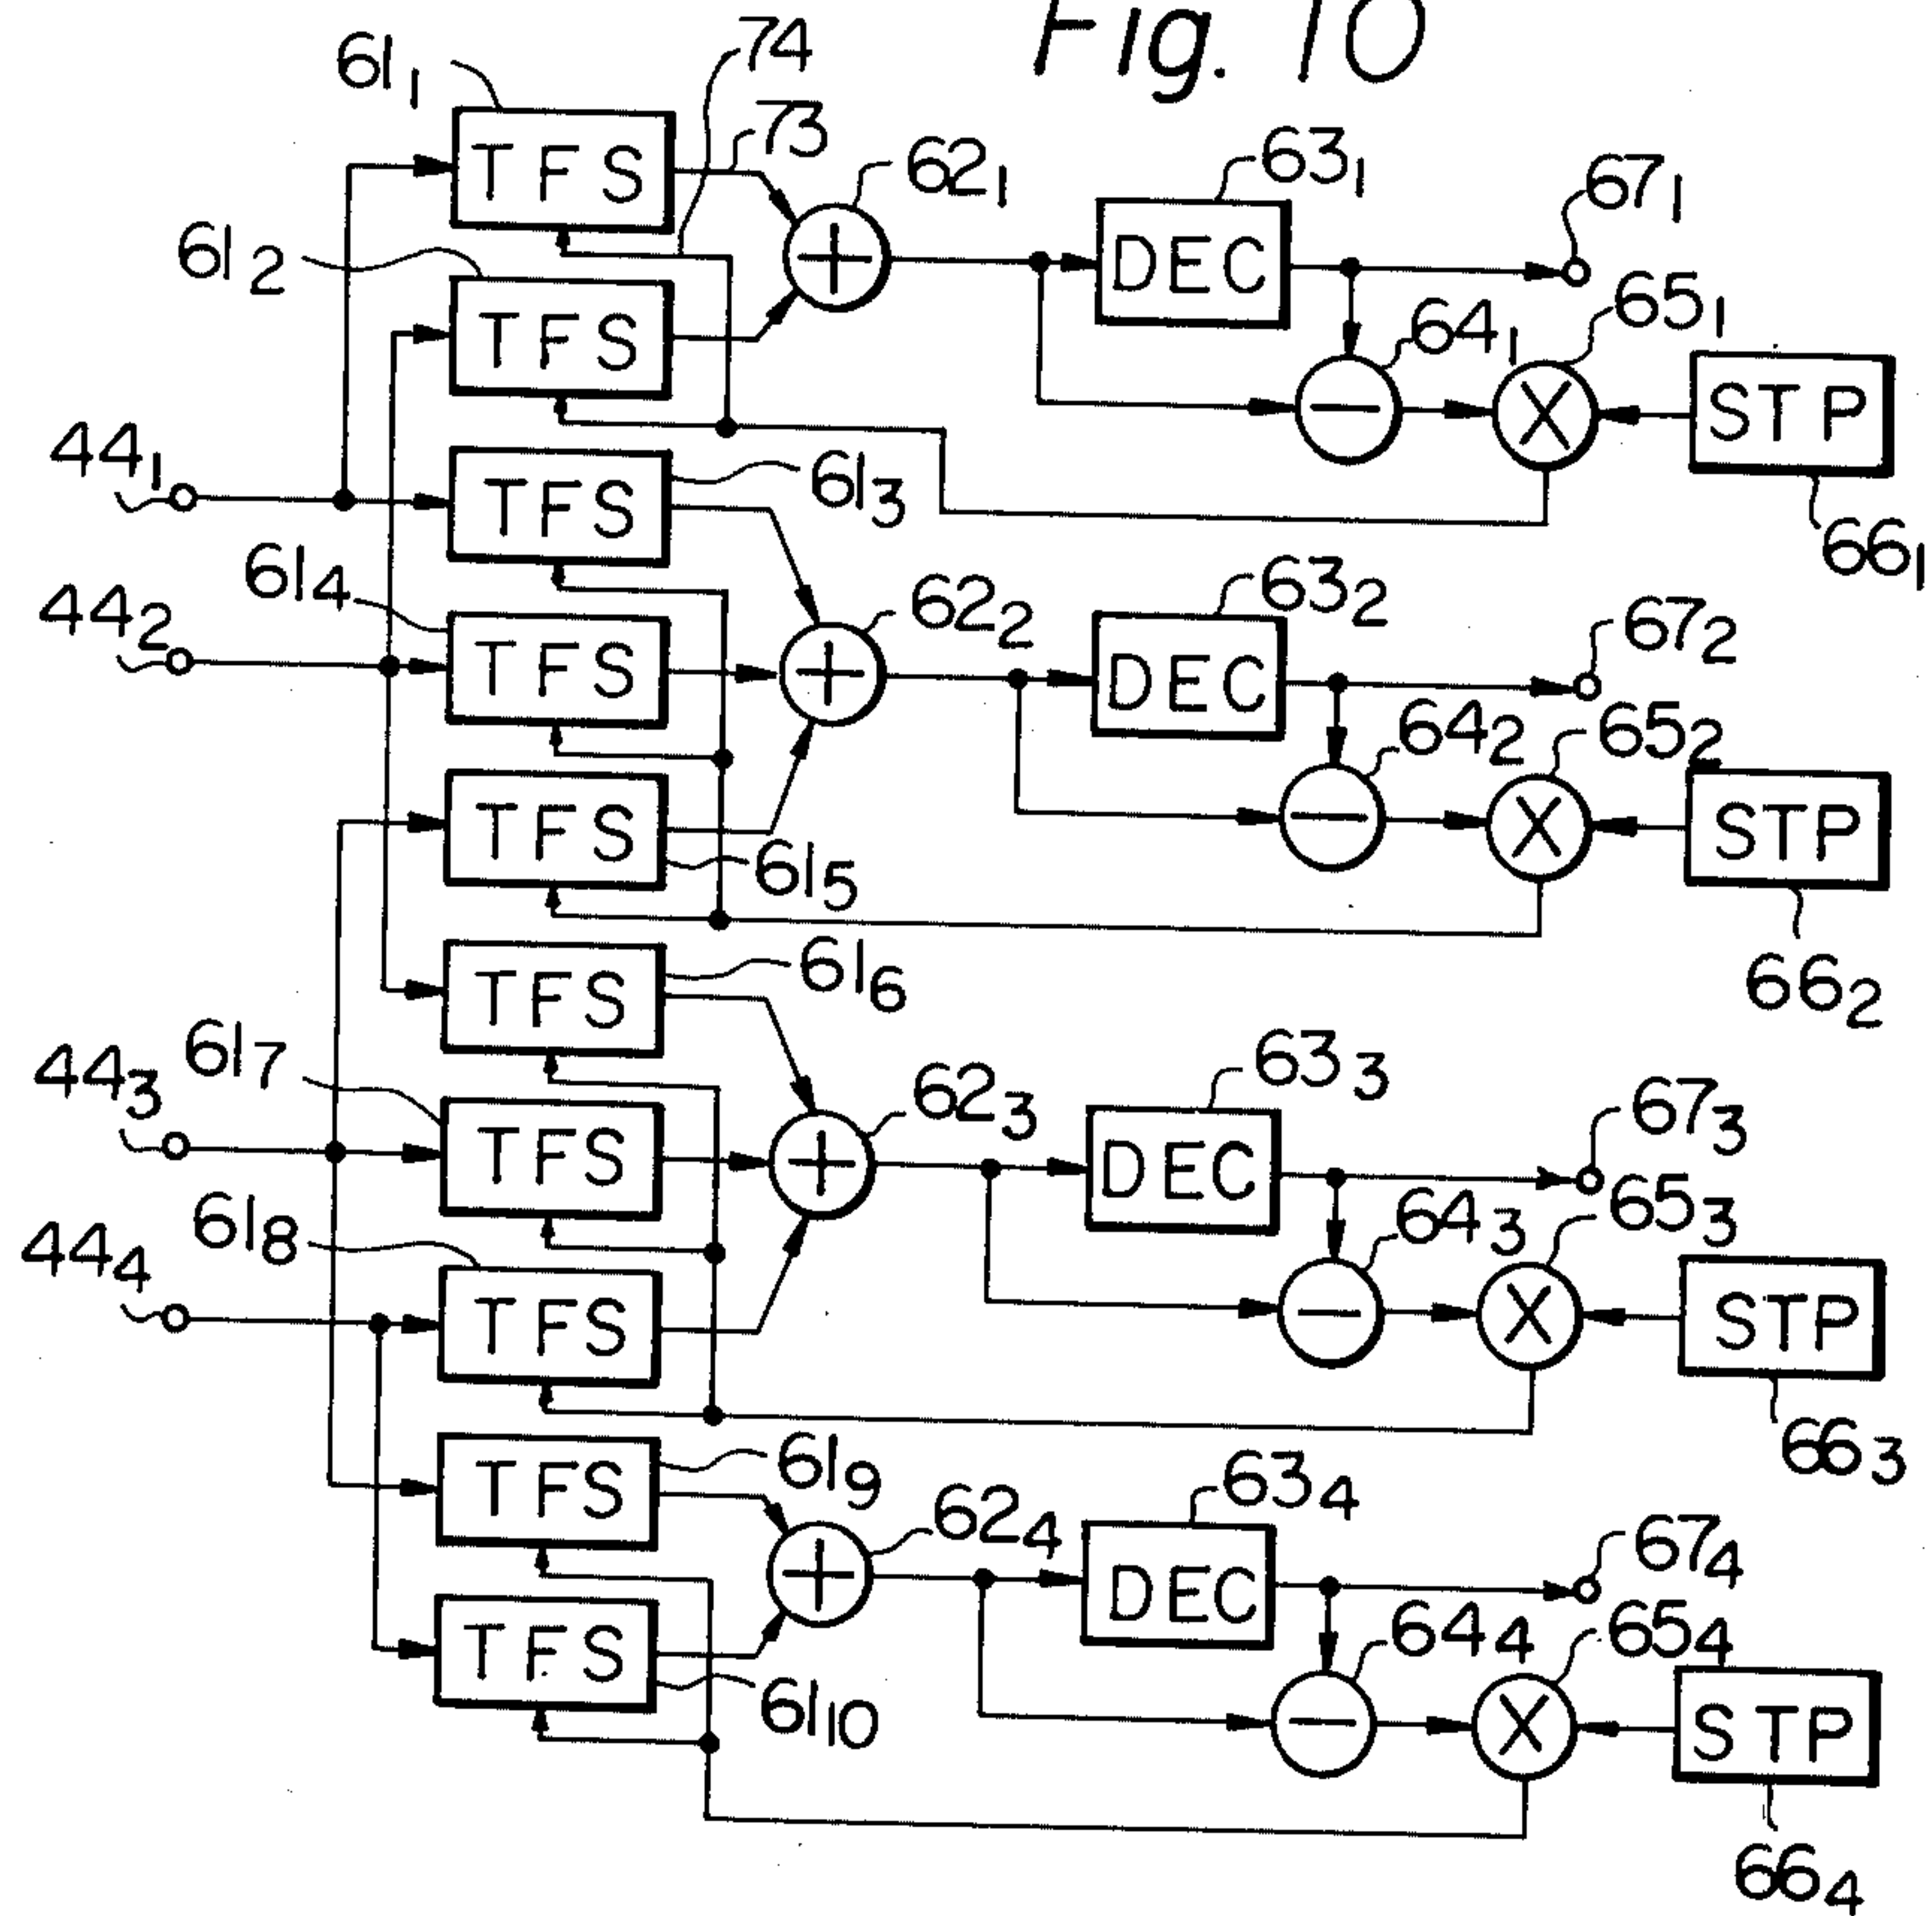 Fig. 10
61₁
74
73
TFS
62₁
63₁
67₁
61₂
DEC
65₁
TFS
64₁
STP
44₁
61₃
TFS
66₁
61₄
63₂
44₂
62₂
67₂
TFS
DEC
64₂
65₂
TFS
STP
61₅
61₆
66₂
TFS
61₇
63₃
44₃
62₃
67₃
TFS
DEC
61₈
64₃
65₃
44₄
TFS
STP
61₉
63₄
66₃
TFS
62₄
67₄
DEC
64₄
65₄
TFS
61₁₀
STP
66₄